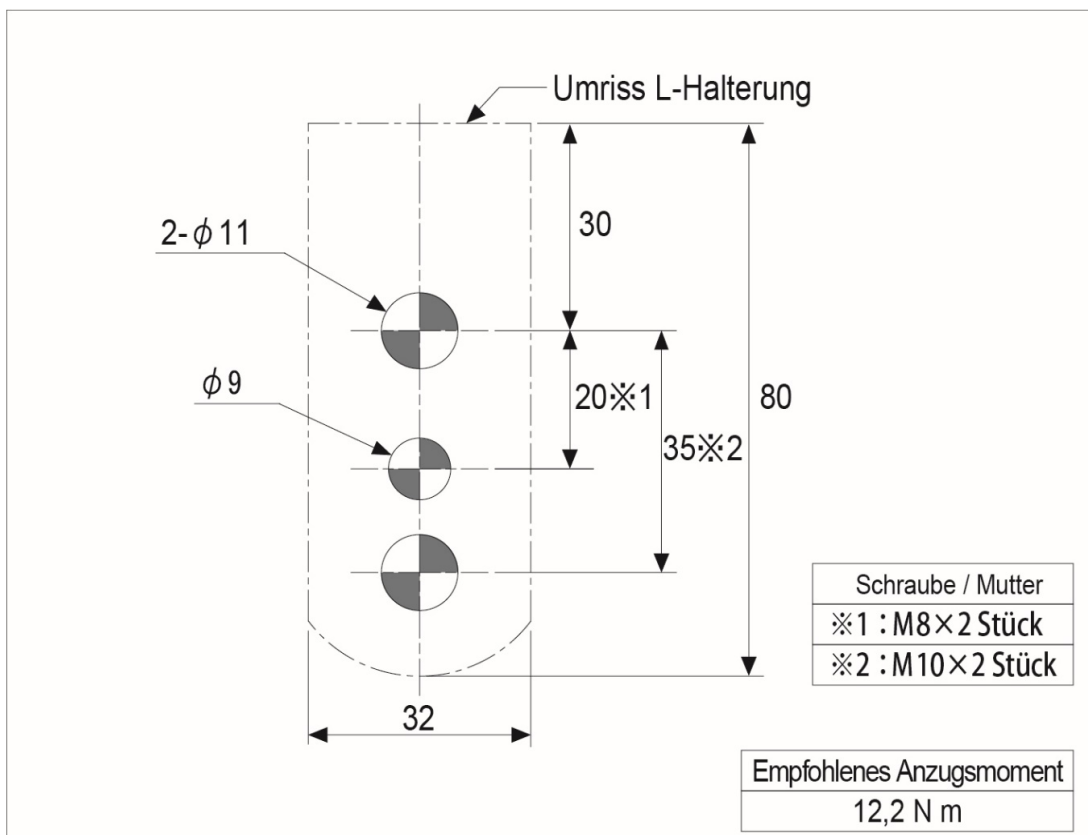 Umriss L-Halterung
30
2-ϕ11
ϕ9
20※1
80
35※2
Schraube / Mutter
※1：M8×2 Stück
※2：M10×2 Stück
32
Empfohlenes Anzugsmoment
12,2 N m